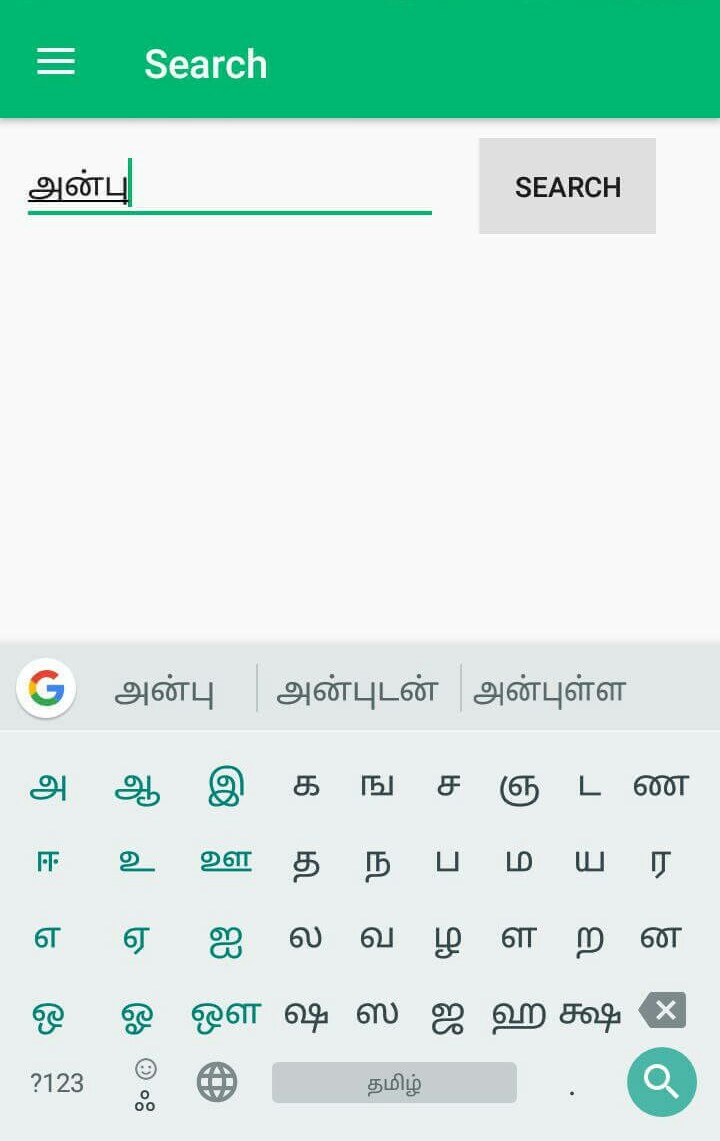 Search
அன்பு SEARCH
அன்பு அன்புடன் அன்புள்ள
அ ஆ இ க ங ச ஞ ட ண
ஈ உ ஊ த ந ப ம ய ர
எ ஏ ஐ ல வ ழ ள ற ன
ஒ ஓ ஔ ஷ ஸ ஜ ஹ க்ஷ
?123 தமிழ் .